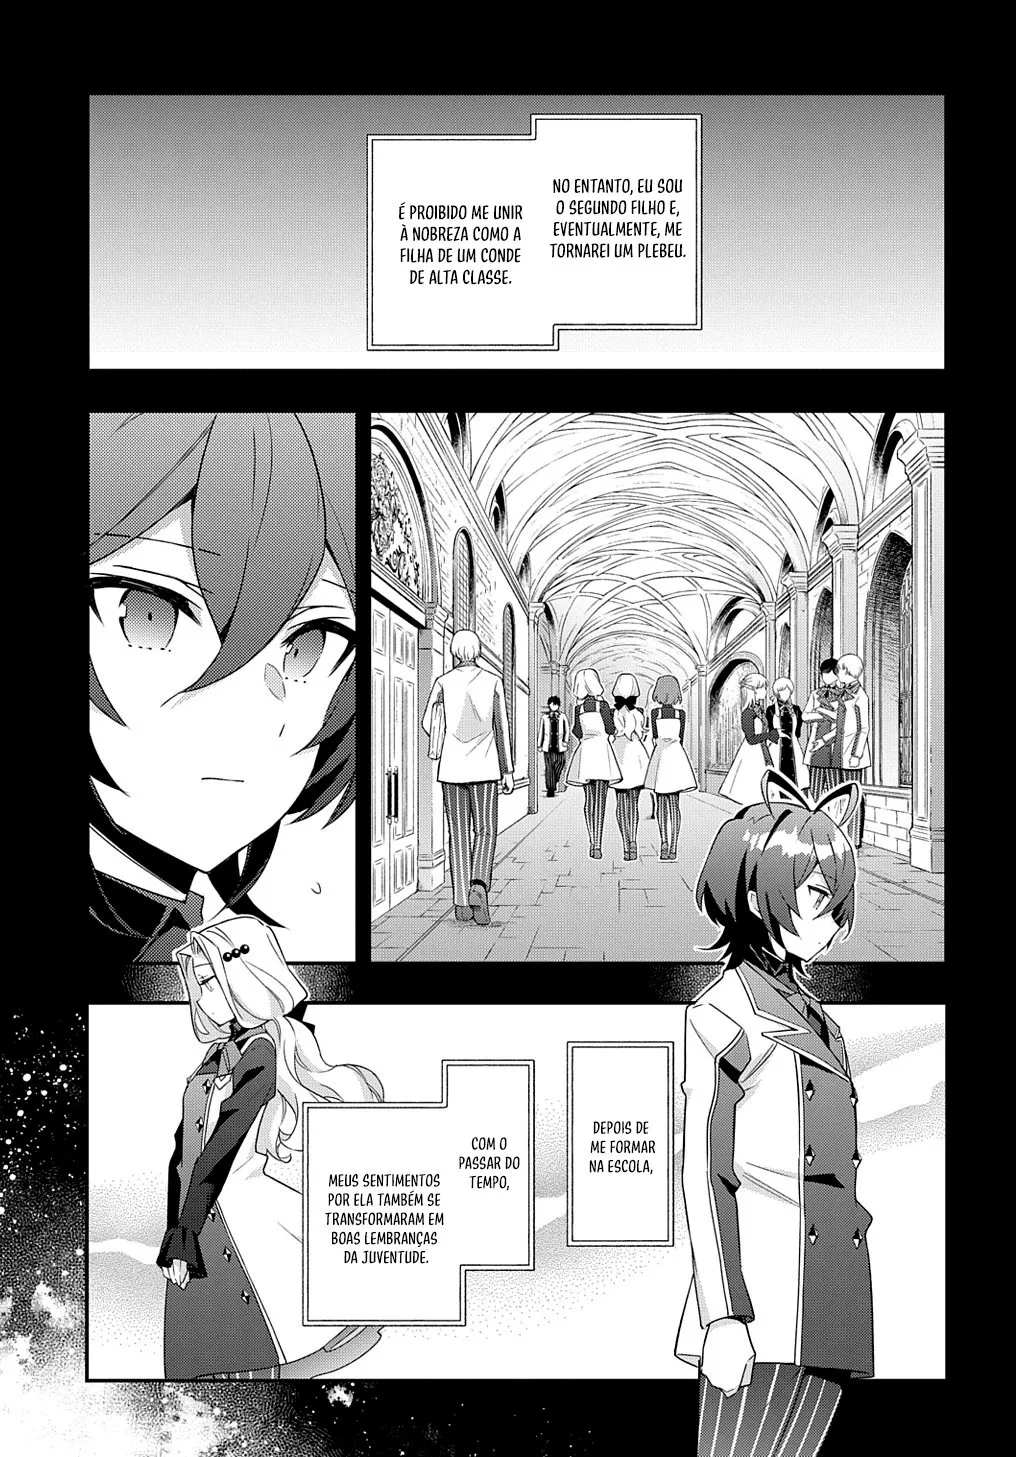 NO ENTANTO, EU SOU
O SEGUNDO FILHO E,
EVENTUALMENTE, ME
TORNAREI UM PLEBEU.
É PROIBIDO ME UNIR
À NOBREZA COMO A
FILHA DE UM CONDE
DE ALTA CLASSE.
DEPOIS DE
ME FORMAR
NA ESCOLA,
COM O
PASSAR DO
TEMPO,
MEUS SENTIMENTOS
POR ELA TAMBÉM SE
TRANSFORMARAM EM
BOAS LEMBRANÇAS
DA JUVENTUDE.